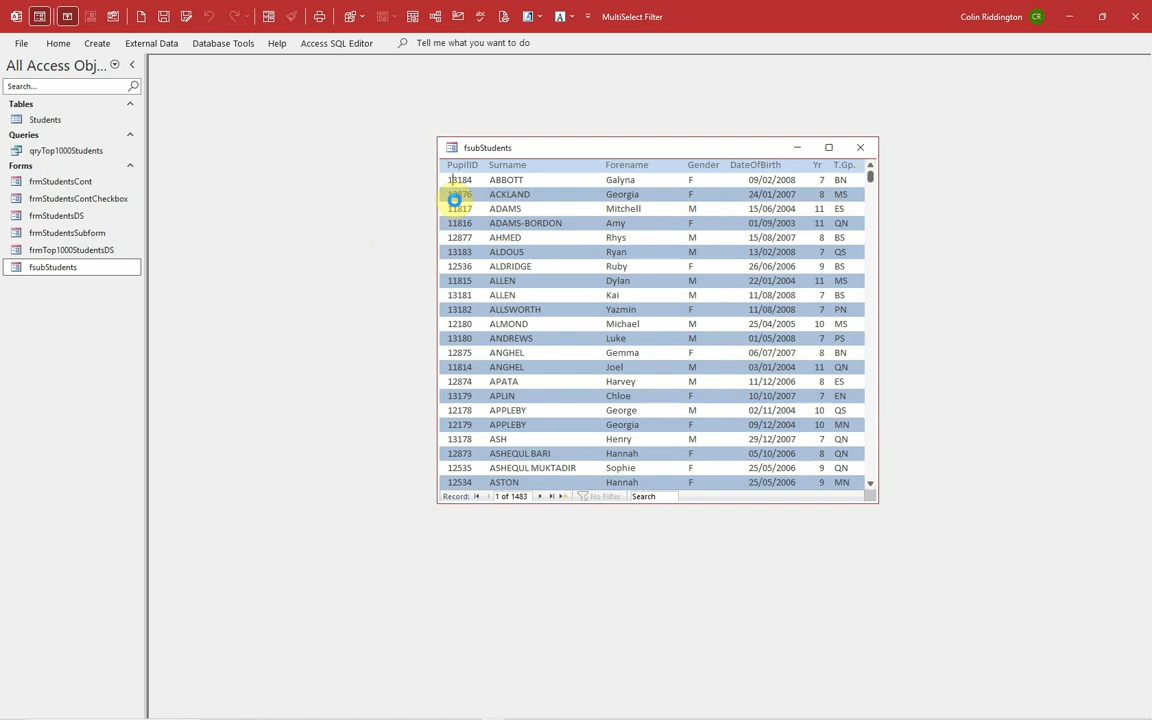 MultiSelect Filter
Colin Riddington CR
File Home Create External Data Database Tools Help Access SQL Editor Tell me what you want to do
All Access Obj...
Search...
Tables
Students
Queries
qryTop1000Students
Forms
frmStudentsCont
frmStudentsContCheckbox
frmStudentsDS
frmStudentsSubform
frmTop1000StudentsDS
fsubStudents
fsubStudents
PupilID Surname Forename Gender DateOfBirth Yr T.Gp.
13184 ABBOTT Galyna F 09/02/2008 7 BN
12876 ACKLAND Georgia F 24/01/2007 8 MS
11817 ADAMS Mitchell M 15/06/2004 11 ES
11816 ADAMS-BORDON Amy F 01/09/2003 11 QN
12877 AHMED Rhys M 15/08/2007 8 BS
13183 ALDOUS Ryan M 13/02/2008 7 QS
12536 ALDRIDGE Ruby F 26/06/2006 9 BS
11815 ALLEN Dylan M 22/01/2004 11 MS
13181 ALLEN Kai M 11/08/2008 7 BS
13182 ALLSWORTH Yazmin F 11/08/2008 7 PN
12180 ALMOND Michael M 25/04/2005 10 MS
13180 ANDREWS Luke M 01/05/2008 7 PS
12875 ANGHEL Gemma F 06/07/2007 8 BN
11814 ANGHEL Joel M 03/01/2004 11 QN
12874 APATA Harvey M 11/12/2006 8 ES
13179 APLIN Chloe F 10/10/2007 7 EN
12178 APPLEBY George M 02/11/2004 10 QS
12179 APPLEBY Georgia F 09/12/2004 10 MN
13178 ASH Henry M 29/12/2007 7 QN
12873 ASHEQUL BARI Hannah F 05/10/2006 8 QN
12535 ASHEQUL MUKTADIR Sophie F 25/05/2006 9 QN
12534 ASTON Hannah F 25/05/2006 9 MN
Record: 1 of 1483 No Filter Search